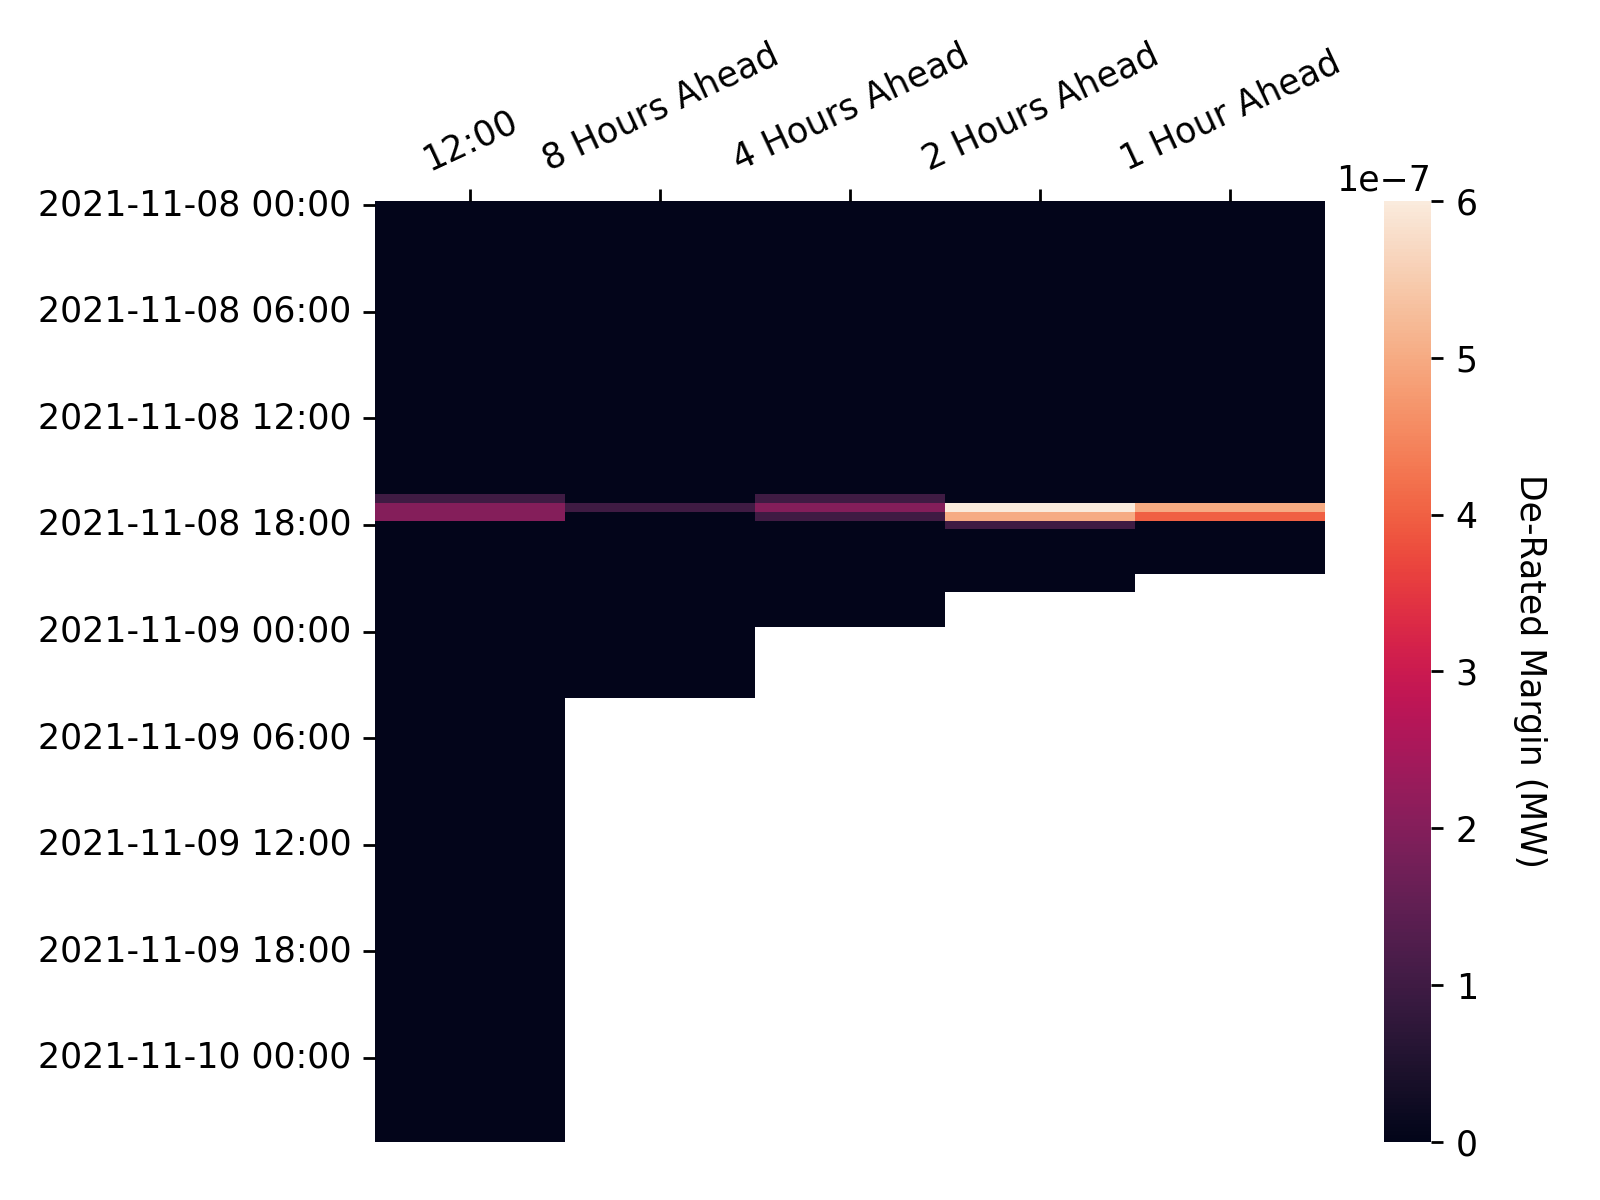 12:00
8 Hours Ahead
4 Hours Ahead
2 Hours Ahead
1 Hour Ahead
1e−7
2021-11-08 00:00
2021-11-08 06:00
2021-11-08 12:00
2021-11-08 18:00
2021-11-09 00:00
2021-11-09 06:00
2021-11-09 12:00
2021-11-09 18:00
2021-11-10 00:00
6
5
4
3
2
1
0
De-Rated Margin (MW)